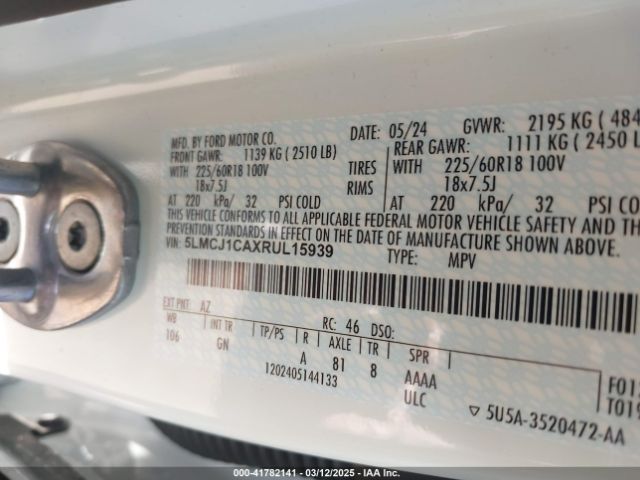 MFD. BY FORD MOTOR CO.
DATE: 05/24 GVWR: 2195 KG ( 484
FRONT GAWR: 1139 KG ( 2510 LB) REAR GAWR: 1111 KG ( 2450 L
WITH 225/60R18 100V TIRES WITH 225/60R18 100V
18x7.5J RIMS 18x7.5J
AT 220 kPa/ 32 PSI COLD AT 220 kPa/ 32 PSI CO
THIS VEHICLE CONFORMS TO ALL APPLICABLE FEDERAL MOTOR VEHICLE SAFETY AND THE
PREVENTION STANDARDS IN EFFECT ON THE DATE OF MANUFACTURE SHOWN ABOVE.
VIN: 5LMCJ1CAXRUL15939 TYPE: MPV
EXT PNT: AZ RC: 46 DSO:
WB INT TR TP/PS R AXLE TR SPR
106 GN A 81 8 AAAA
ULC
1202405144133
F015
T019
▽ 5U5A-3520472-AA
000-41782141 - 03/12/2025 - IAA Inc.